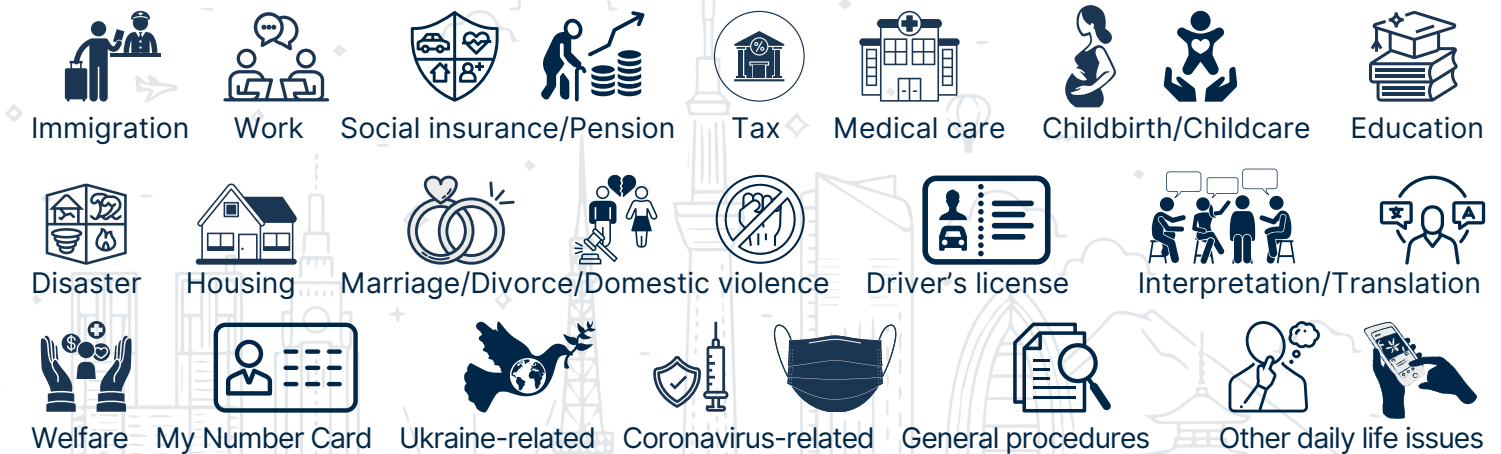 Immigration Work Social insurance/Pension Tax Medical care Childbirth/Childcare Education
Disaster Housing Marriage/Divorce/Domestic violence Driver's license Interpretation/Translation
Welfare My Number Card Ukraine-related Coronavirus-related General procedures Other daily life issues